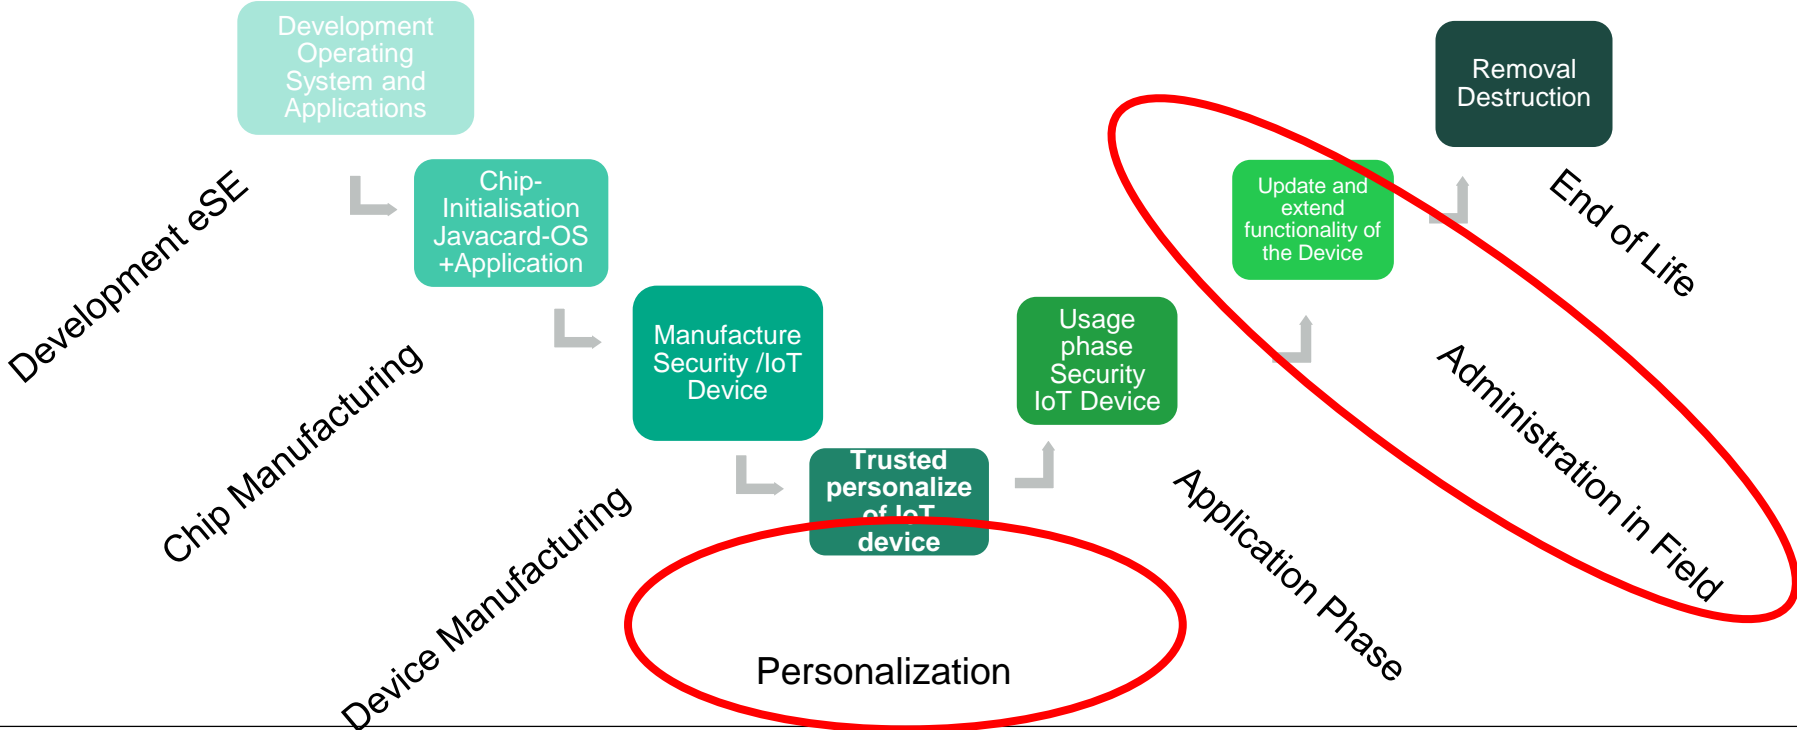 Development
Operating
System and
Applications
Development eSE
Chip-
Initialisation
Javacard-OS
+Application
Chip Manufacturing
Manufacture
Security /IoT
Device
Device Manufacturing
Trusted
personalize
of IoT
device
Personalization
Usage
phase
Security
IoT Device
Application Phase
Update and
extend
functionality of
the Device
Administration in Field
Removal
Destruction
End of Life